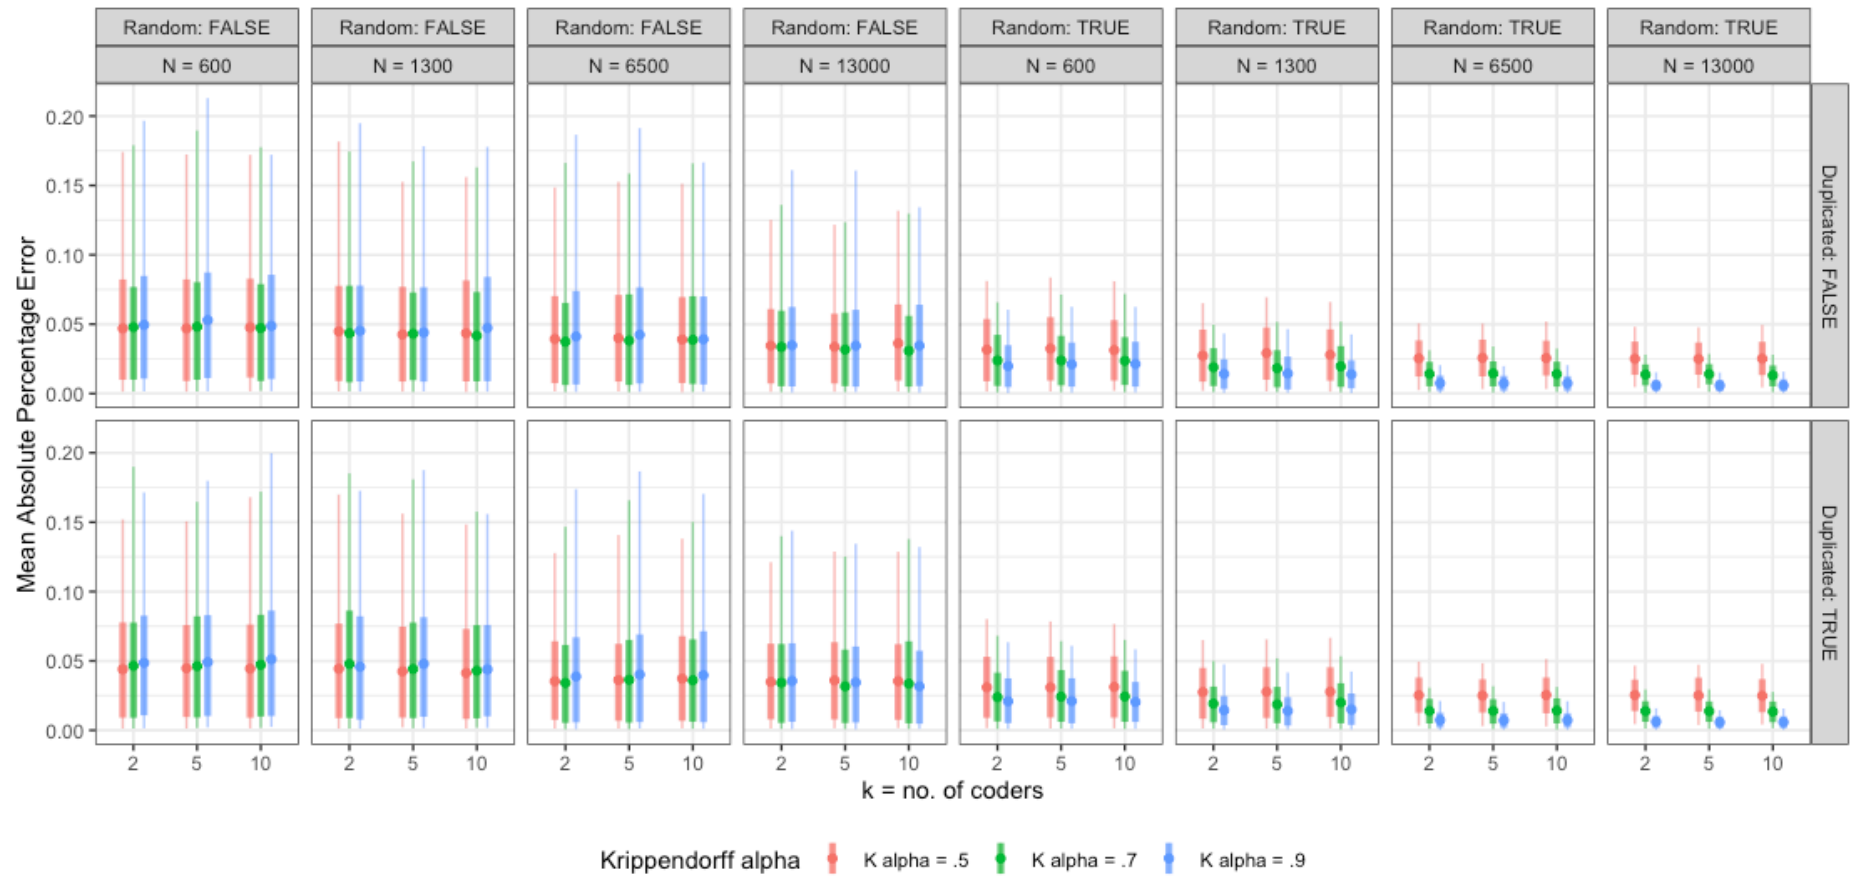 Random: FALSE Random: FALSE Random: FALSE Random: FALSE Random: TRUE Random: TRUE Random: TRUE Random: TRUE
N = 600 N = 1300 N = 6500 N = 13000 N = 600 N = 1300 N = 6500 N = 13000
Mean Absolute Percentage Error
0.20
0.15
0.10
0.05
0.00
Duplicated: FALSE
0.20
0.15
0.10
0.05
0.00
Duplicated: TRUE
2 5 10 2 5 10 2 5 10 2 5 10 2 5 10 2 5 10 2 5 10 2 5 10
k = no. of coders
Krippendorff alpha K alpha = .5 K alpha = .7 K alpha = .9